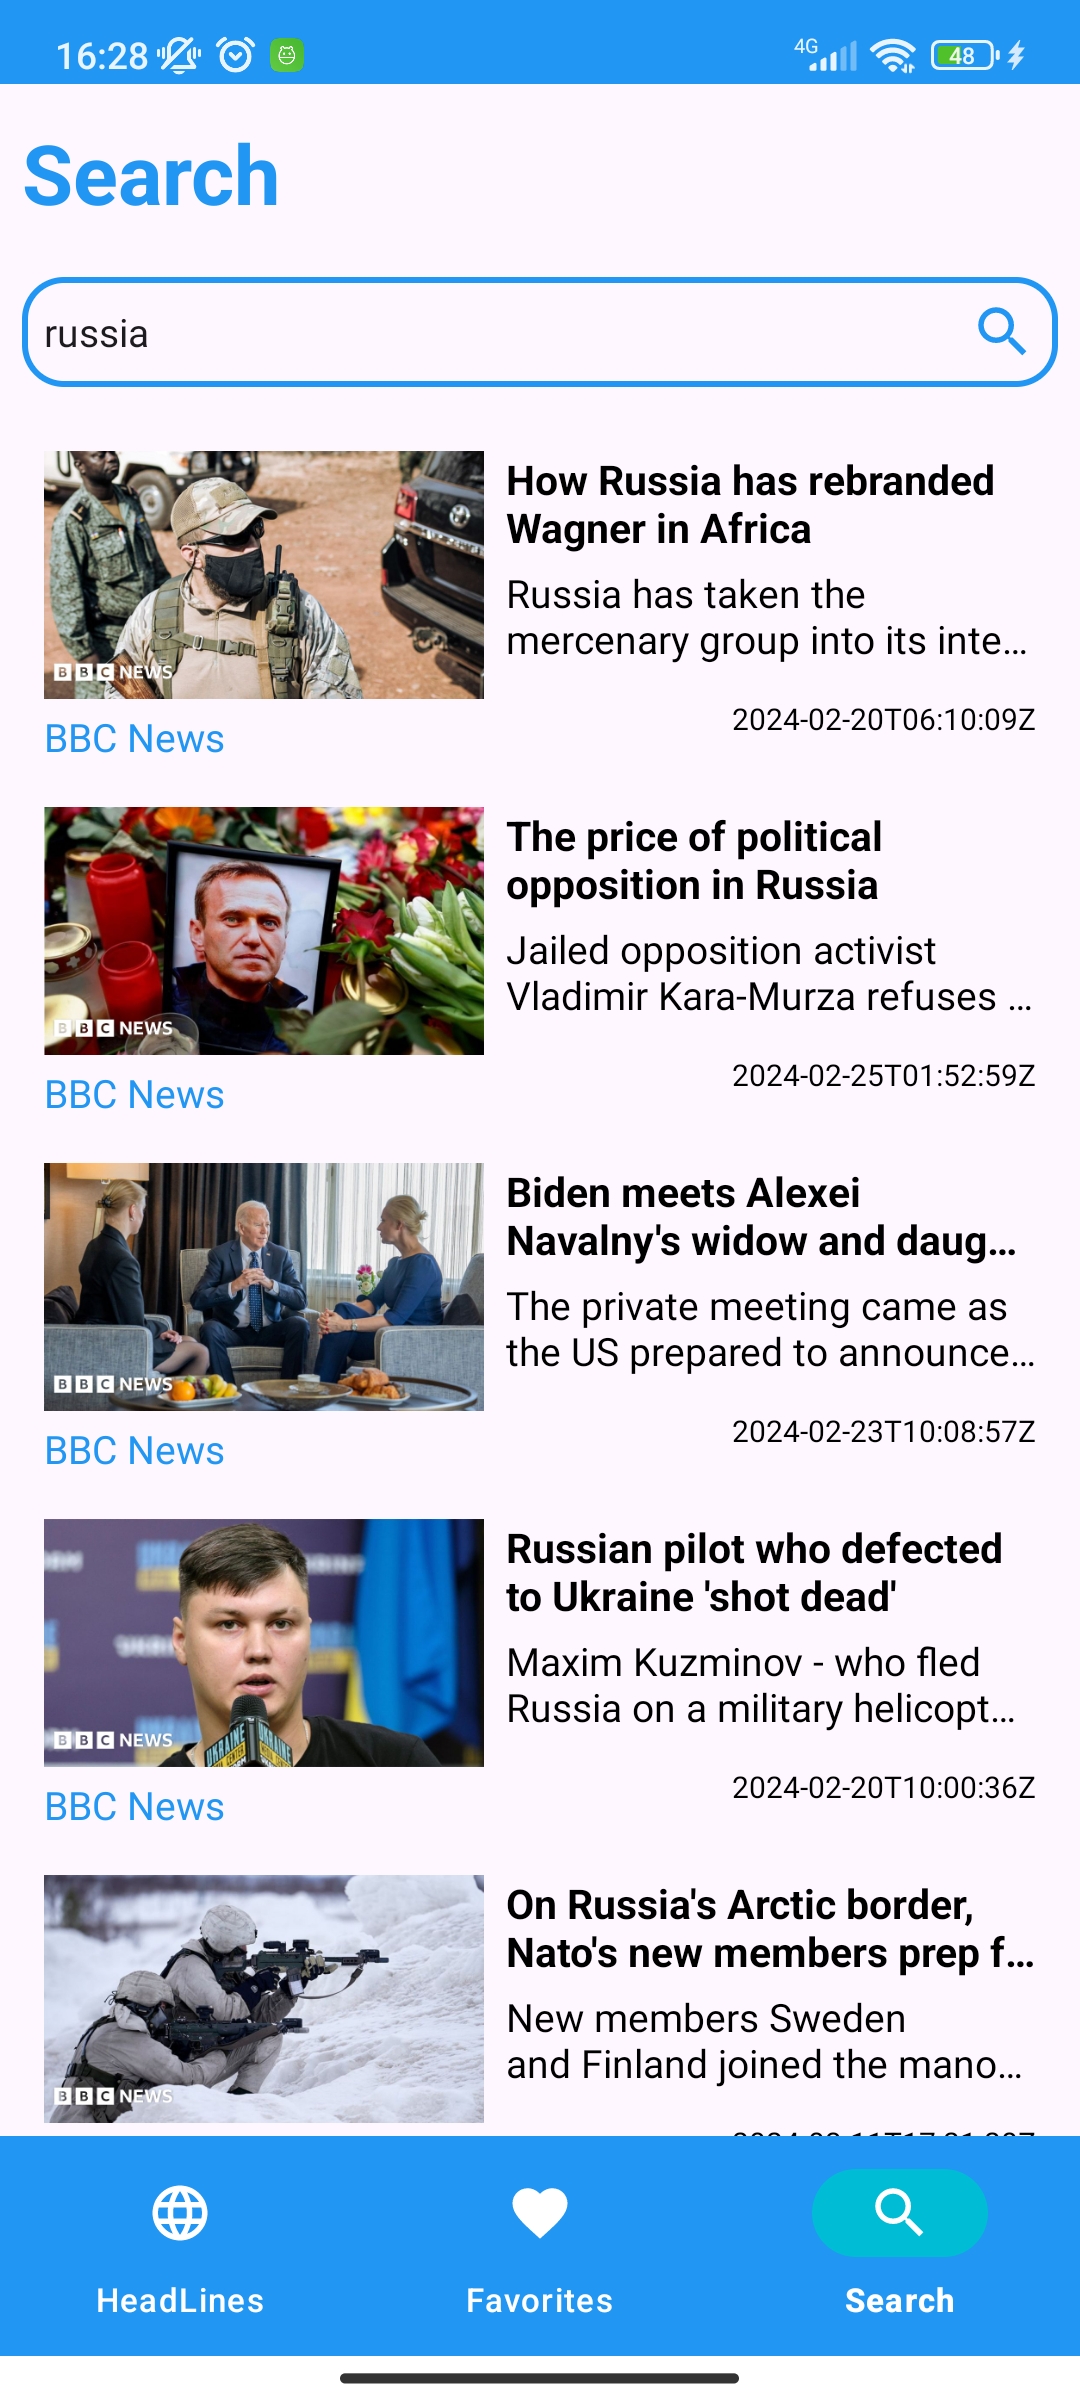 16:28
4G
48
Search
russia
How Russia has rebranded
Wagner in Africa
Russia has taken the
mercenary group into its inte…
BBC NEWS
2024-02-20T06:10:09Z
BBC News
The price of political
opposition in Russia
Jailed opposition activist
Vladimir Kara-Murza refuses …
BBC NEWS
2024-02-25T01:52:59Z
BBC News
Biden meets Alexei
Navalny's widow and daug…
The private meeting came as
the US prepared to announce…
BBC NEWS
2024-02-23T10:08:57Z
BBC News
Russian pilot who defected
to Ukraine 'shot dead'
Maxim Kuzminov - who fled
Russia on a military helicopt…
UKRAINE
BBC NEWS
2024-02-20T10:00:36Z
BBC News
On Russia's Arctic border,
Nato's new members prep f…
New members Sweden
and Finland joined the mano…
BBC NEWS
HeadLines
Favorites
Search